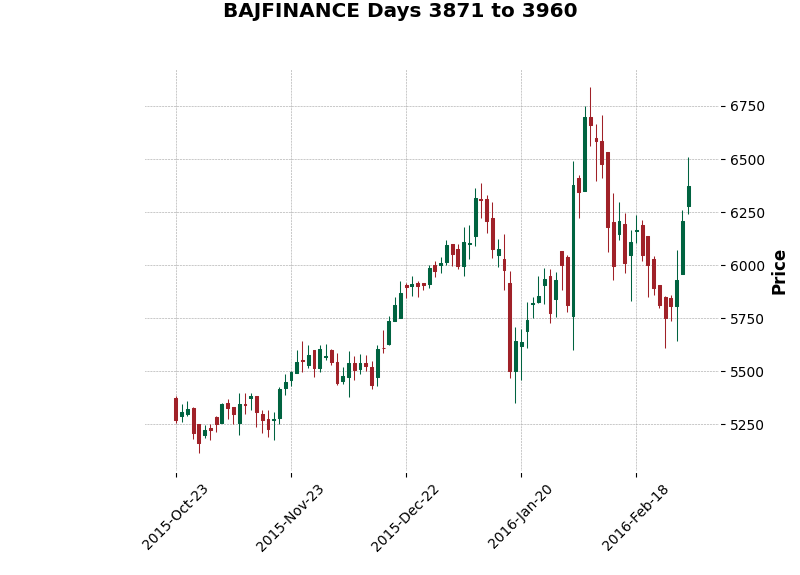 BAJFINANCE Days 3871 to 3960
6750
6500
6250
6000
5750
5500
5250
Price
2015-Oct-23
2015-Nov-23
2015-Dec-22
2016-Jan-20
2016-Feb-18